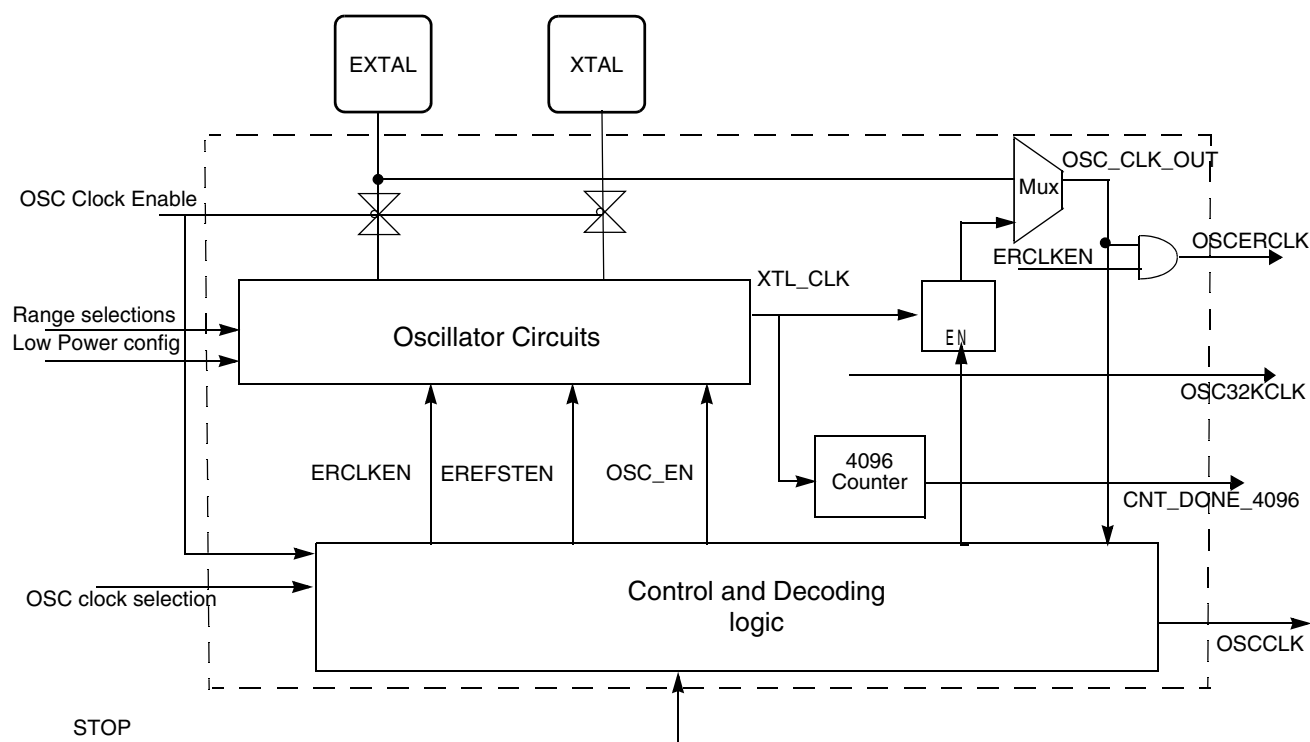 EXTAL
XTAL
OSC_CLK_OUT
Mux
OSC Clock Enable
OSCERCLK
ERCLKEN
XTL_CLK
Range selections
Low Power config
Oscillator Circuits
EN
OSC32KCLK
ERCLKEN
EREFSTEN
OSC_EN
4096
Counter
CNT_DONE_4096
OSC clock selection
Control and Decoding
logic
OSCCLK
STOP